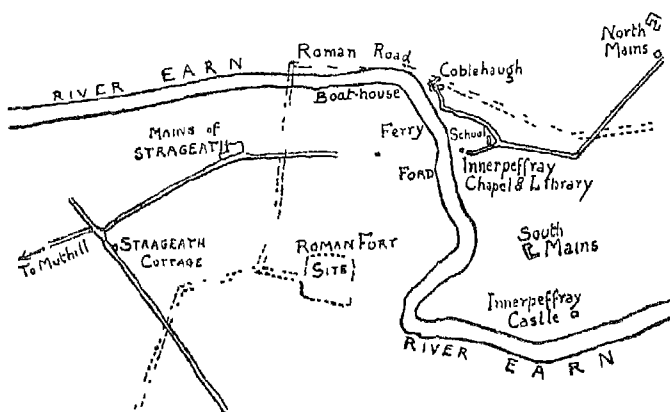 North
Mains
Roman Road
RIVER EARN
Cobiehaugh
Boat-house
MAINS OF
STRAGEATH
Ferry
School
FORD
Innerpeffray
Chapel & Library
To Muthill
STRAGEATH
COTTAGE
ROMAN FORT
SITE
South
Mains
Innerpeffray
Castle
RIVER EARN